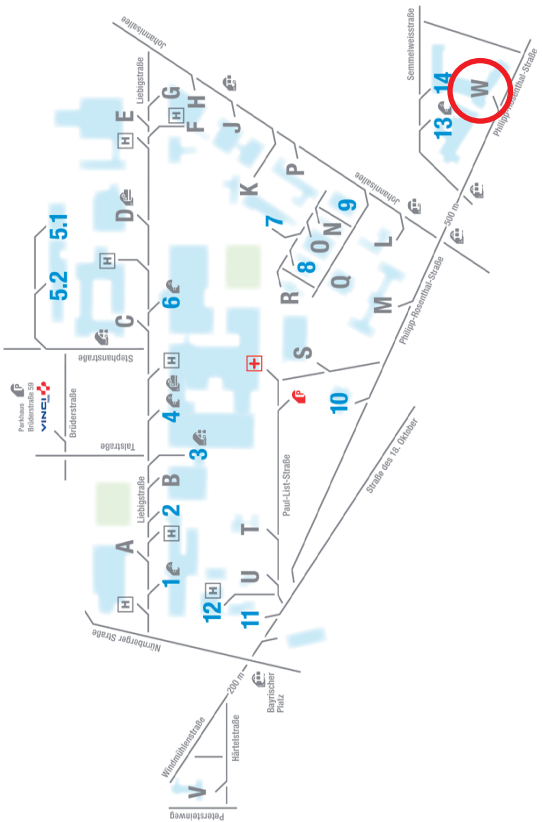 Parkhaus
Brüderstraße 59
P
VINCI
Brüderstraße
Stephanstraße
5.2
5.1
Nürnberger Straße
H
A
Talstraße
C
H
D
H
E
Johannisallee
Liebigstraße
Liebigstraße
1
H
2
B
4
H
6
F
H
G
3
H
J
V
Petersteinweg
Windmühlenstraße
Härtelstraße
200 m
Bayrischer
Platz
12
H
11
U
T
Paul-List-Straße
P
S
R
8
7
O
N
9
K
P
Q
10
M
L
Johannisallee
Straße des 18. Oktober
Philipp-Rosenthal-Straße
500 m
Semmelweisstraße
13
14
W
Philipp-Rosenthal-Straße